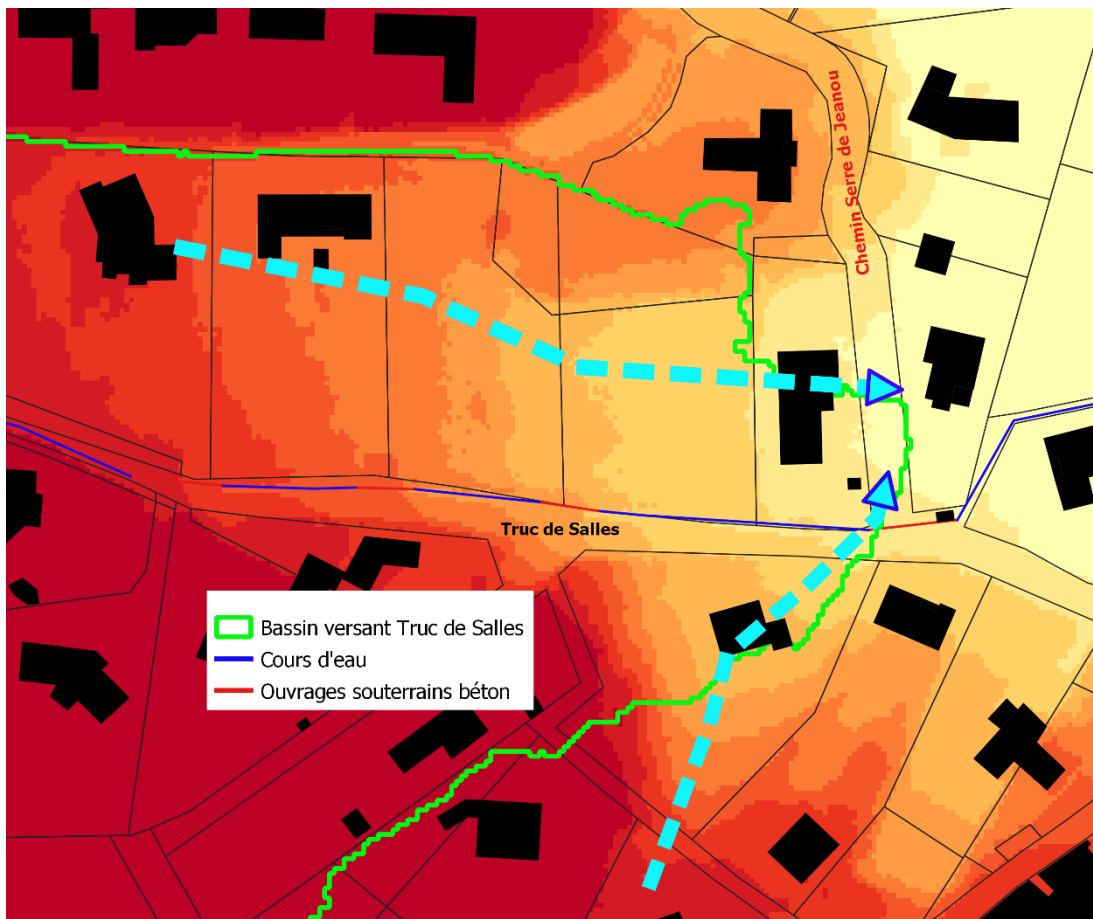 Chemin Serre de Jeanou
Truc de Salles
Bassin versant Truc de Salles
Cours d'eau
Ouvrages souterrains béton